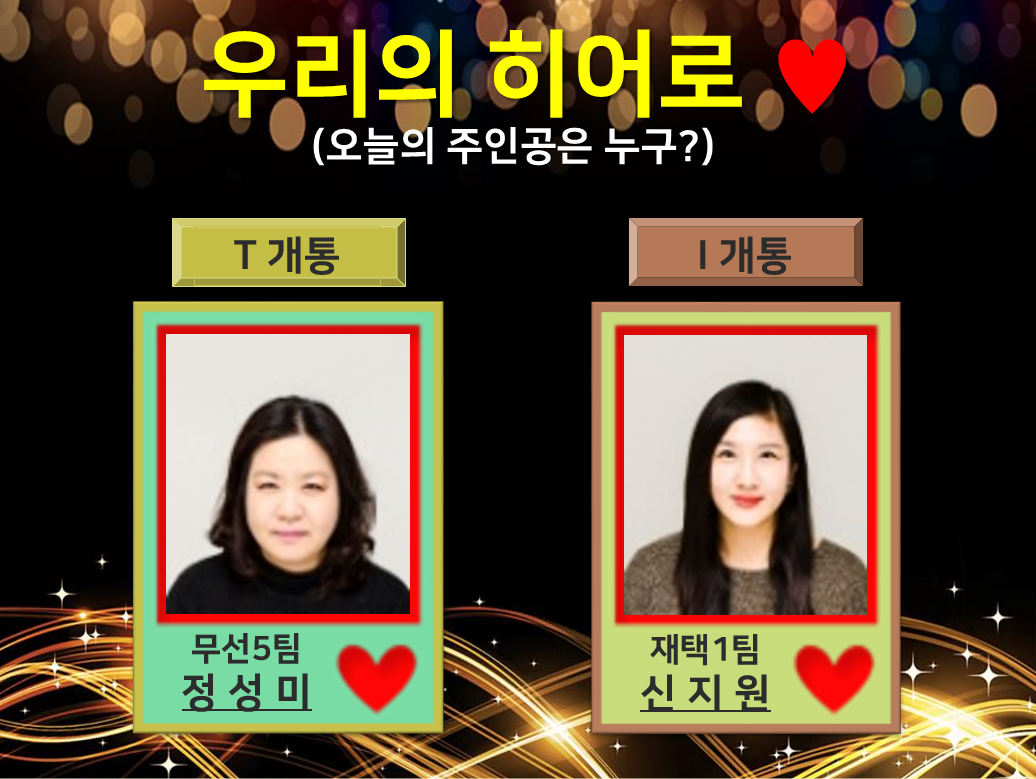 우리의 히어로
(오늘의 주인공은 누구?)
T 개통
I 개통
무선5팀
정 성 미
재택1팀
신 지 원